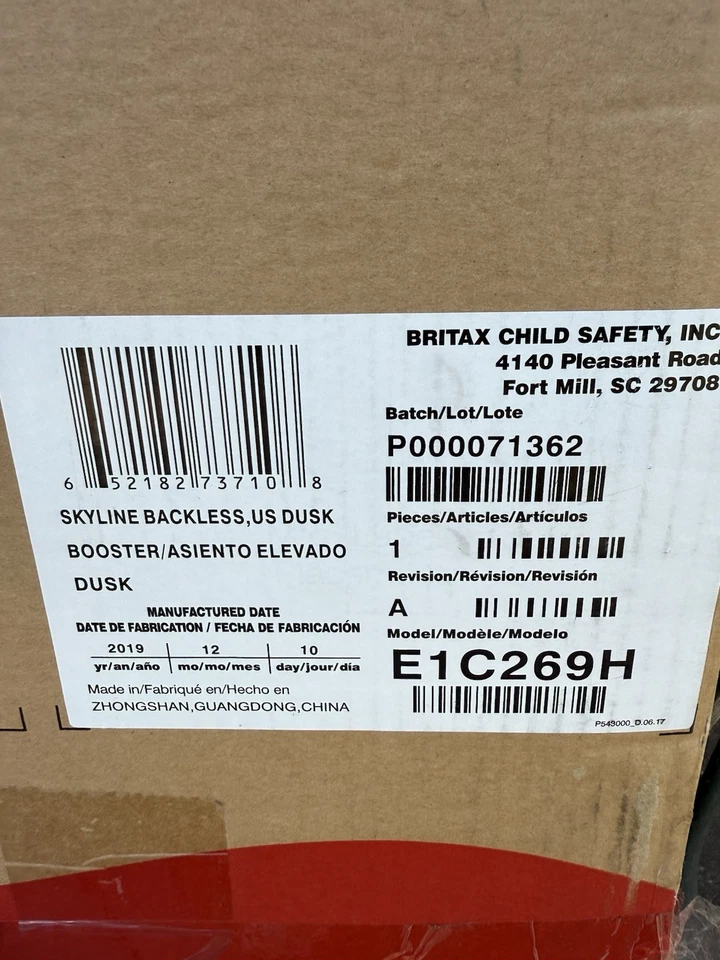 6 52182 73710 8
SKYLINE BACKLESS,US DUSK
BOOSTER/ASIENTO ELEVADO
DUSK
MANUFACTURED DATE
DATE DE FABRICATION / FECHA DE FABRICACIÓN
2019 12 10
yr/an/año mo/mo/mes day/jour/día
Made in/Fabriqué en/Hecho en
ZHONGSHAN,GUANGDONG,CHINA
BRITAX CHILD SAFETY, INC
4140 Pleasant Road
Fort Mill, SC 29708
Batch/Lot/Lote
P000071362
Pieces/Articles/Artículos
1
Revision/Révision/Revisión
A
Model/Modèle/Modelo
E1C269H
P543000_D.06.17